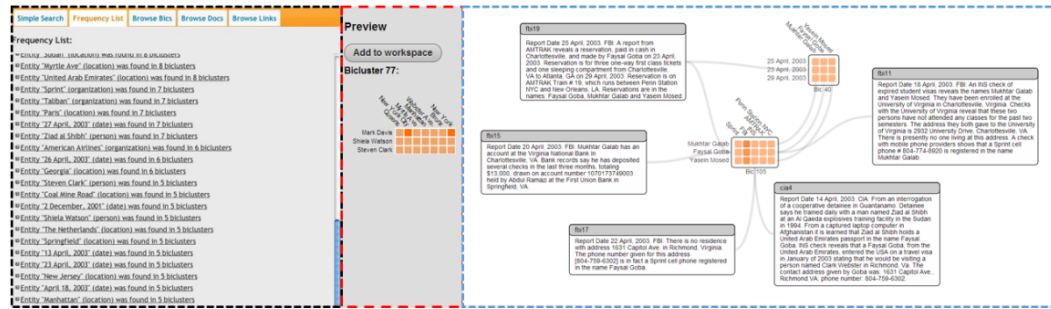 Simple Search
Frequency List
Browse Bics
Browse Docs
Browse Links
Frequency List:
Entity "Sudan" (location) was found in 8 biclusters
Entity "Myrtle Ave" (location) was found in 8 biclusters
Entity "United Arab Emirates" (location) was found in 8 biclusters
Entity "Sprint" (organization) was found in 7 biclusters
Entity "Taliban" (organization) was found in 7 biclusters
Entity "Paris" (location) was found in 7 biclusters
Entity "27 April, 2003" (date) was found in 7 biclusters
Entity "Ziad al Shibh" (person) was found in 7 biclusters
Entity "American Airlines" (organization) was found in 6 biclusters
Entity "26 April, 2003" (date) was found in 6 biclusters
Entity "Georgia" (location) was found in 6 biclusters
Entity "Steven Clark" (person) was found in 5 biclusters
Entity "Coal Mine Road" (location) was found in 5 biclusters
Entity "2 December, 2001" (date) was found in 5 biclusters
Entity "Shiela Watson" (person) was found in 5 biclusters
Entity "The Netherlands" (location) was found in 5 biclusters
Entity "Springfield" (location) was found in 5 biclusters
Entity "13 April, 2003" (date) was found in 5 biclusters
Entity "23 April, 2003" (date) was found in 5 biclusters
Entity "New Jersey" (location) was found in 5 biclusters
Entity "April 18, 2003" (date) was found in 5 biclusters
Entity "Manhattan" (location) was found in 5 biclusters
Preview
Add to workspace
Bicluster 77:
New York
Mark Davis
Shiela Watson
Steven Clark
fbi19
Report Date 25 April, 2003. FBI: A report from
AMTRAK reveals a reservation, paid in cash in
Charlottesville, and made by Faysal Goba on 23 April,
2003. Reservation is for three one-way first class tickets
and one sleeping compartment from Charlottesville,
VA to Atlanta, GA on 29 April, 2003. Reservation is on
AMTRAK Train # 19, which runs between Penn Station
NYC and New Orleans, LA. Reservations are in the
names: Faysal Goba, Mukhtar Galab and Yasein Mosed.
Yasein Mosed
Faysal Goba
Mukhtar Galab
25 April, 2003
23 April, 2003
29 April, 2003
Bic 40
fbi11
Report Date 18 April, 2003. FBI: An INS check of
expired student visas reveals the names Mukhtar Galab
and Yasein Mosed. They have been enrolled at the
University of Virginia in Charlottesville, Virginia. Checks
with the University of Virginia reveal that these two
persons have not attended any classes for the past two
semesters. The address they both gave to the University
of Virginia is 2932 University Drive, Charlottesville, VA.
There is presently no one living at this address. A check
with mobile phone providers shows that a Sprint cell
phone # 804-774-8920 is registered in the name
Mukhtar Galab.
fbi15
Report Date 20 April, 2003. FBI: Mukhtar Galab has an
account at the Virginia National Bank in
Charlottesville, VA. Bank records say he has deposited
several checks in the last three months, totaling
$13,000, drawn on account number 1070173749003
held by Abdul Ramazi at the First Union Bank in
Springfield, VA.
Sprint
Mukhtar Galab
Faysal Goba
Yasein Mosed
Bic 105
cia4
Report Date 14 April, 2003. CIA: From an interrogation
of a cooperative detainee in Guantanamo. Detainee
says he trained daily with a man named Ziad al Shibh
at an Al Qaeda explosives training facility in the Sudan
in 1994. From a captured laptop computer in
Afghanistan it is learned that Ziad al Shibh holds a
United Arab Emirates passport in the name Faysal
Goba. INS check reveals that a Faysal Goba, from the
United Arab Emirates, entered the USA on a travel visa
in January of 2003 stating that he would be visiting a
person named Clark Webster in Richmond, Va. The
contact address given by Goba was: 1631 Capitol Ave.,
Richmond VA; phone number: 804-759-6302.
fbi17
Report Date 22 April, 2003. FBI: There is no residence
with address 1631 Capitol Ave. in Richmond, Virginia.
The phone number given for this address
[804-759-6302] is in fact a Sprint cell phone registered
in the name Faysal Goba.